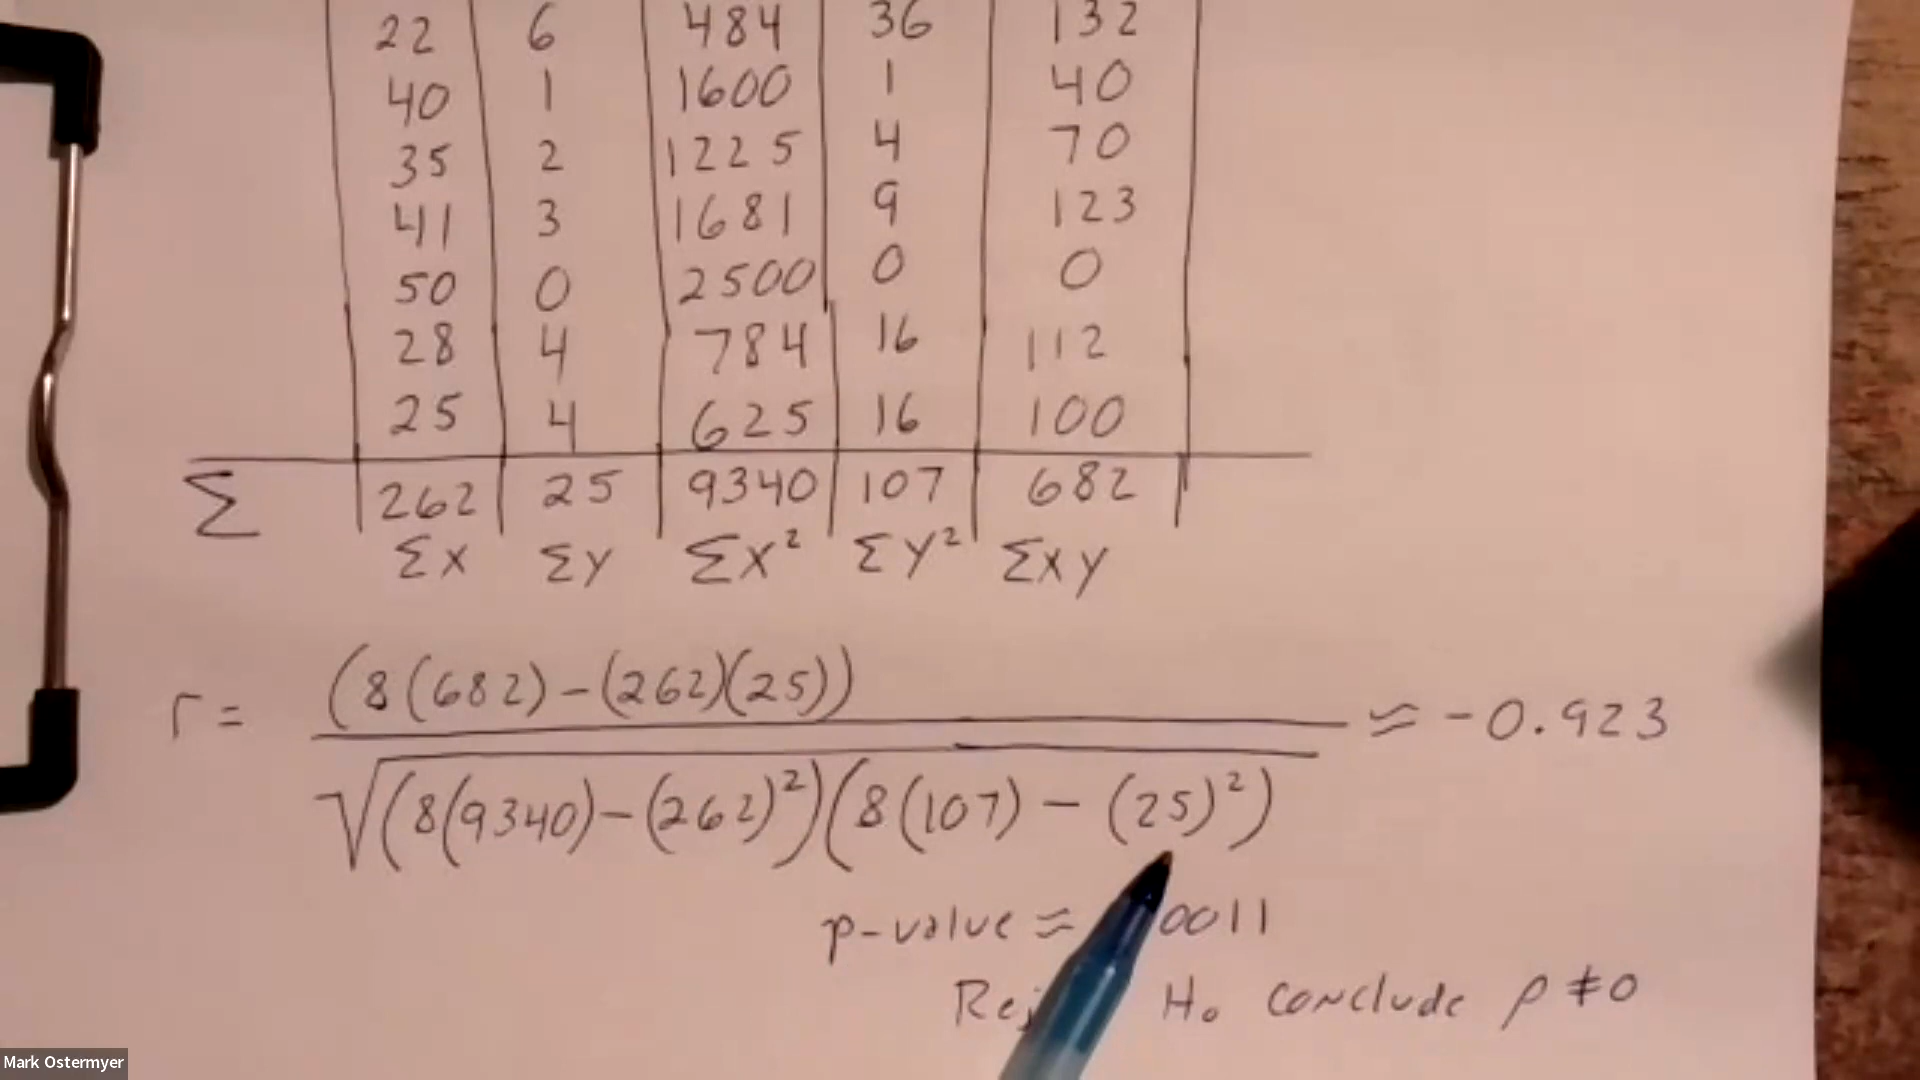 22 6 484 36 132
40 1 1600 1 40
35 2 1225 4 70
41 3 1681 9 123
50 0 2500 0 0
28 4 784 16 112
25 4 625 16 100
Σ 262 25 9340 107 682
Σx Σy Σx² Σy² Σxy
r = (8(682) - (262)(25)) ≈ -0.923
√(8(9340) - (262)²)(8(107) - (25)²)
p-value ≈ 0011
H₀ conclude ρ ≠ 0
Mark Ostermyer